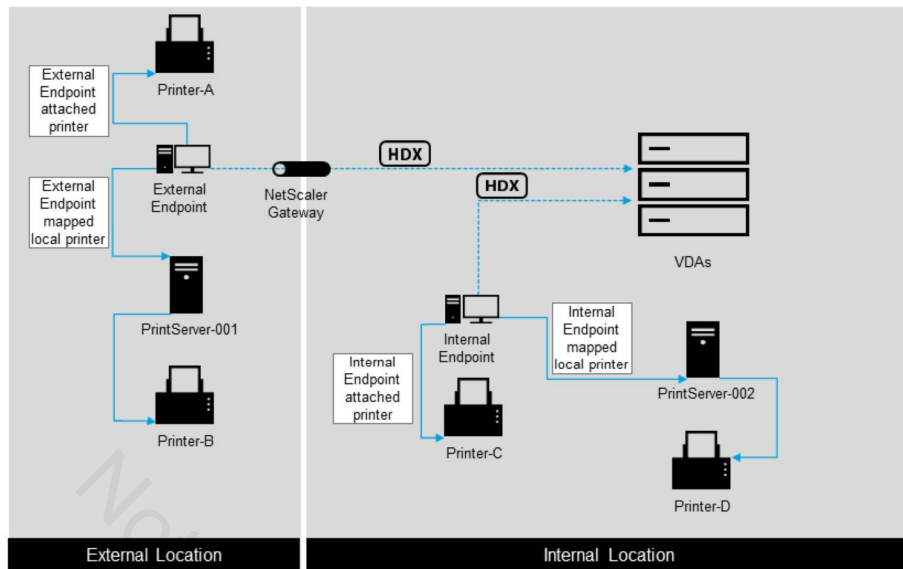 Printer-A
External
Endpoint
attached
printer
External
Endpoint
NetScaler
Gateway
HDX
HDX
VDAs
External
Endpoint
mapped
local printer
PrintServer-001
Printer-B
Internal
Endpoint
Internal
Endpoint
attached
printer
Internal
Endpoint
mapped
local printer
Printer-C
PrintServer-002
Printer-D
External Location
Internal Location